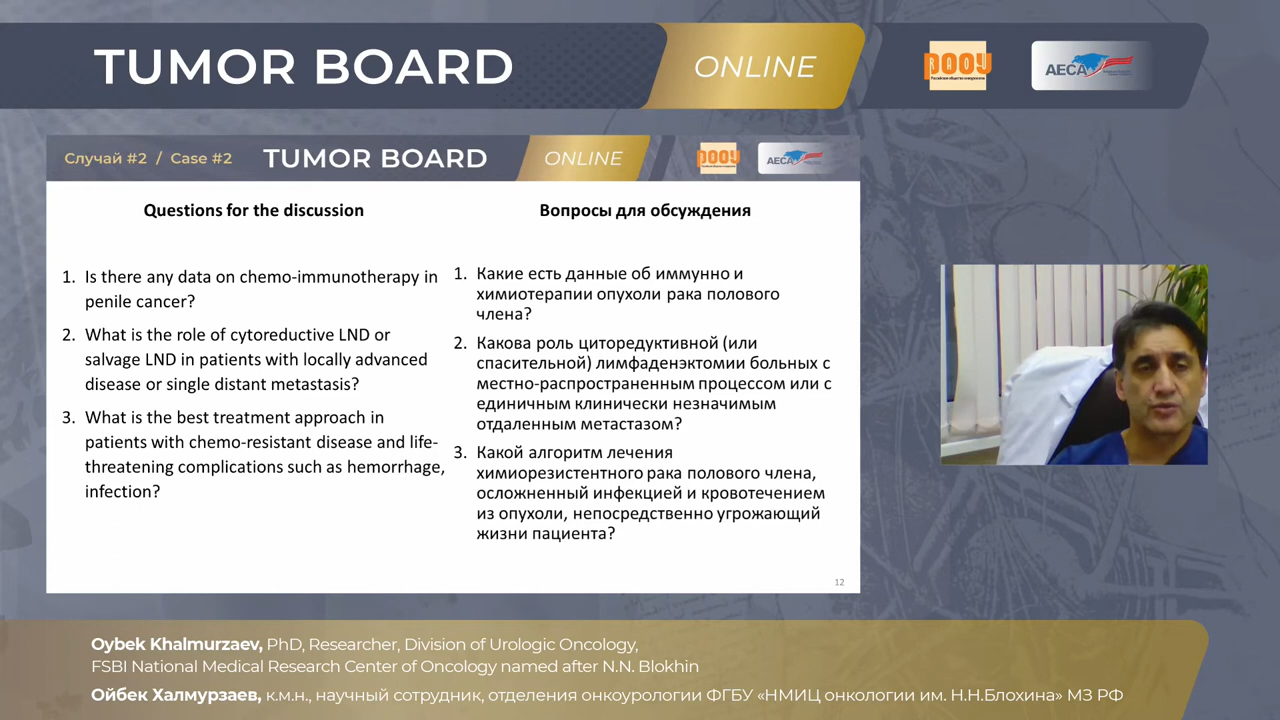 TUMOR BOARD
ONLINE
РООУ
Российское общество онкоурологов
AECA
Случай #2 / Case #2
TUMOR BOARD
ONLINE
РООУ
AECA
Questions for the discussion
1. Is there any data on chemo-immunotherapy in
penile cancer?
2. What is the role of cytoreductive LND or
salvage LND in patients with locally advanced
disease or single distant metastasis?
3. What is the best treatment approach in
patients with chemo-resistant disease and life-
threatening complications such as hemorrhage,
infection?
Вопросы для обсуждения
1. Какие есть данные об иммунно и
химиотерапии опухоли рака полового
члена?
2. Какова роль циторедуктивной (или
спасительной) лимфаденэктомии больных с
местно-распространенным процессом или с
единичным клинически незначимым
отдаленным метастазом?
3. Какой алгоритм лечения
химиорезистентного рака полового члена,
осложненный инфекцией и кровотечением
из опухоли, непосредственно угрожающий
жизни пациента?
12
Oybek Khalmurzaev, PhD, Researcher, Division of Urologic Oncology,
FSBI National Medical Research Center of Oncology named after N.N. Blokhin
Ойбек Халмурзаев, к.м.н., научный сотрудник, отделения онкоурологии ФГБУ «НМИЦ онкологии им. Н.Н.Блохина» МЗ РФ